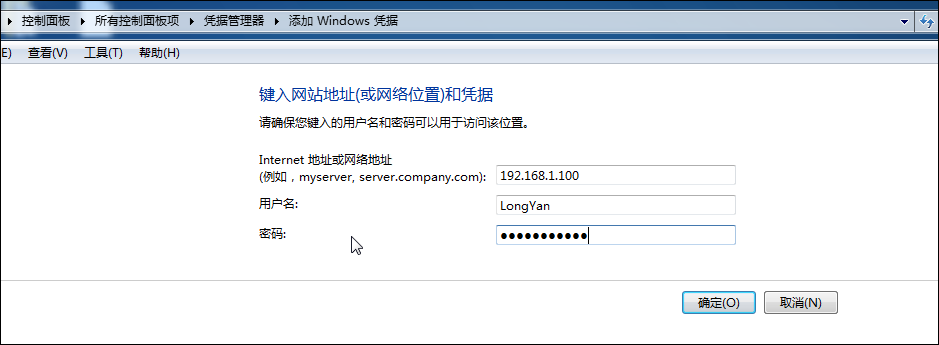 控制面板 ▸ 所有控制面板项 ▸ 凭据管理器 ▸ 添加 Windows 凭据
E) 查看(V) 工具(T) 帮助(H)
键入网站地址(或网络位置)和凭据
请确保您键入的用户名和密码可以用于访问该位置。
Internet 地址或网络地址
(例如，myserver, server.company.com): 192.168.1.100
用户名: LongYan
密码: ●●●●●●●●●●●
确定(O) 取消(N)